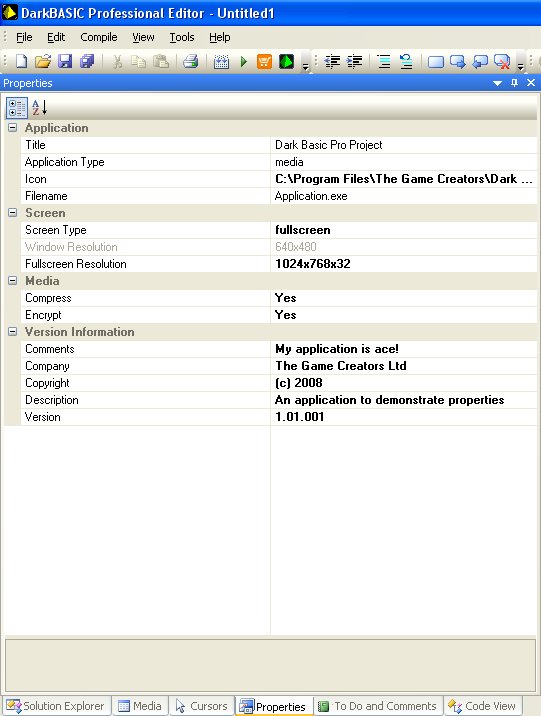 DarkBASIC Professional Editor - Untitled1
File Edit Compile View Tools Help
Properties
A
Z
Application
Title Dark Basic Pro Project
Application Type media
Icon C:\Program Files\The Game Creators\Dark ...
Filename Application.exe
Screen
Screen Type fullscreen
Window Resolution 640x480
Fullscreen Resolution 1024x768x32
Media
Compress Yes
Encrypt Yes
Version Information
Comments My application is ace!
Company The Game Creators Ltd
Copyright (c) 2008
Description An application to demonstrate properties
Version 1.01.001
Solution Explorer Media Cursors Properties To Do and Comments Code View